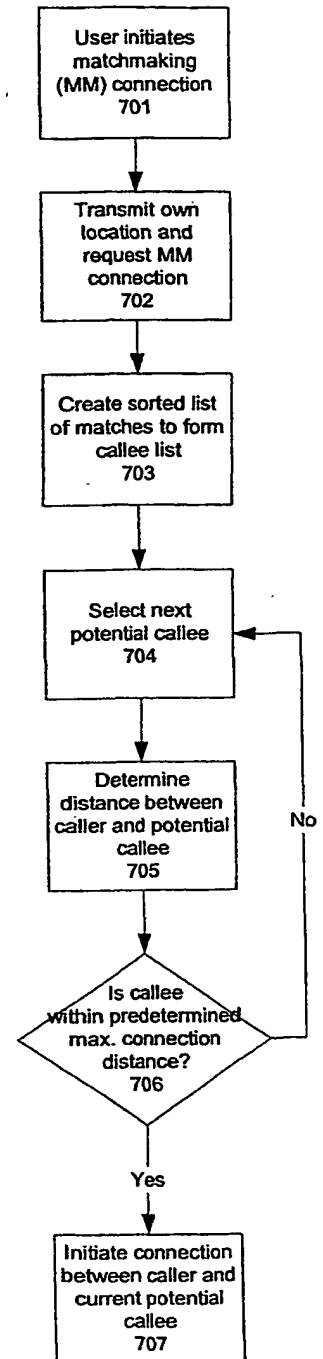 User initiates
matchmaking
(MM) connection
701
Transmit own
location and
request MM
connection
702
Create sorted list
of matches to form
callee list
703
Select next
potential callee
704
Determine
distance between
caller and potential
callee
705
No
Is callee
within predetermined
max. connection
distance?
706
Yes
Initiate connection
between caller and
current potential
callee
707